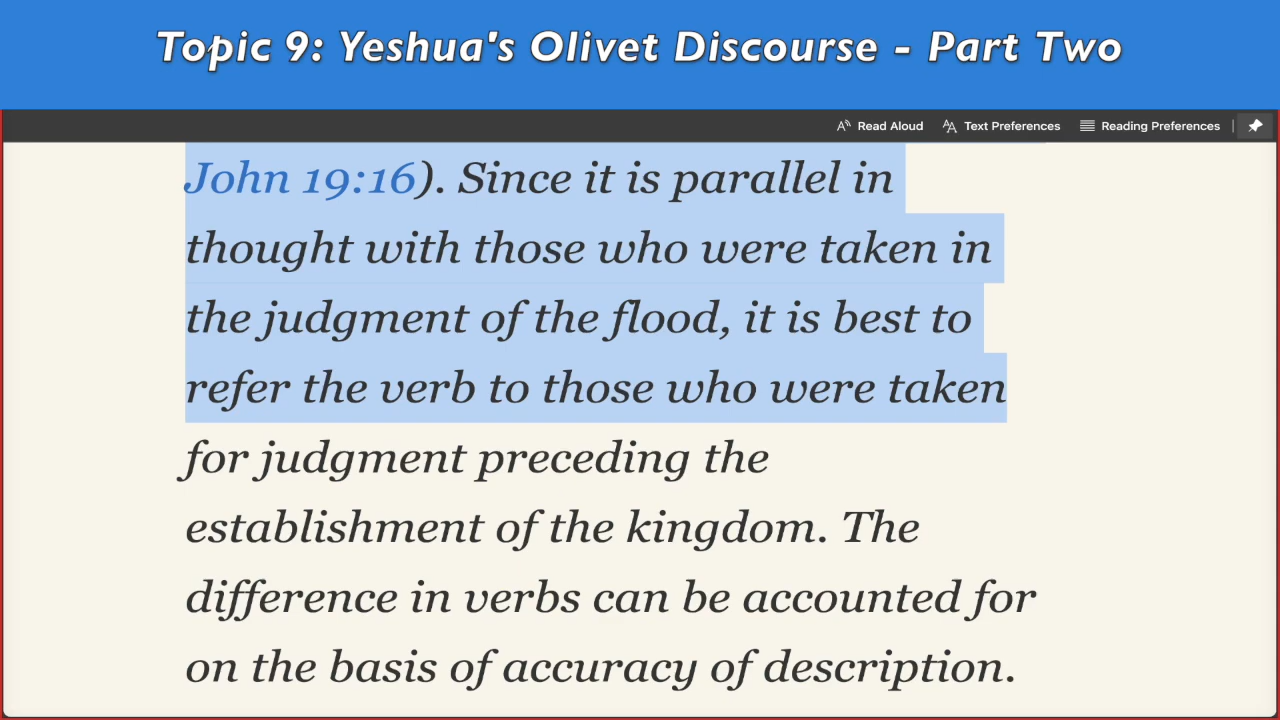 Topic 9: Yeshua's Olivet Discourse - Part Two
Read Aloud Text Preferences Reading Preferences
John 19:16). Since it is parallel in
thought with those who were taken in
the judgment of the flood, it is best to
refer the verb to those who were taken
for judgment preceding the
establishment of the kingdom. The
difference in verbs can be accounted for
on the basis of accuracy of description.